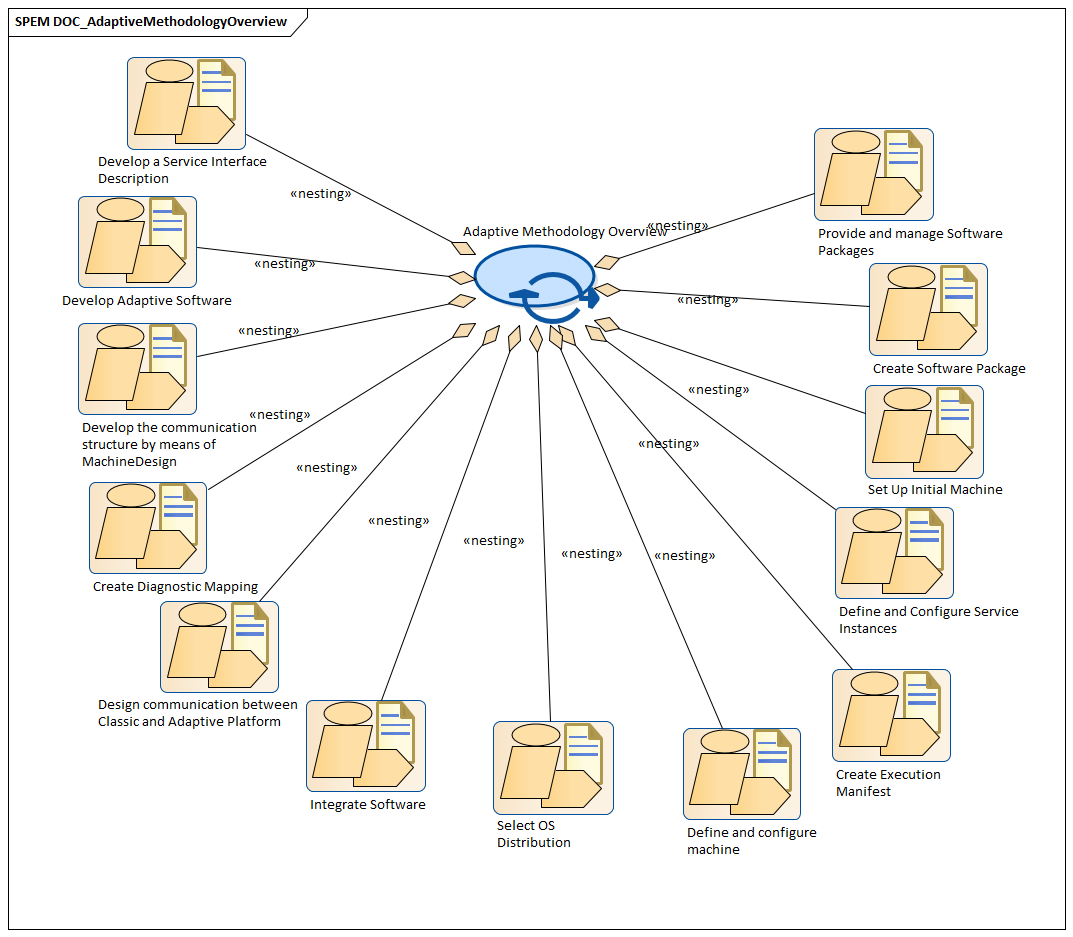 SPEM DOC_AdaptiveMethodologyOverview
Develop a Service Interface
Description
«nesting»
Develop Adaptive Software
«nesting»
Develop the communication
structure by means of
MachineDesign
«nesting»
Create Diagnostic Mapping
«nesting»
Design communication between
Classic and Adaptive Platform
«nesting»
Integrate Software
«nesting»
Select OS
Distribution
«nesting»
Define and configure
machine
«nesting»
Create Execution
Manifest
«nesting»
Define and Configure Service
Instances
«nesting»
Set Up Initial Machine
«nesting»
Create Software Package
«nesting»
Provide and manage Software
Packages
«nesting»
Adaptive Methodology Overview